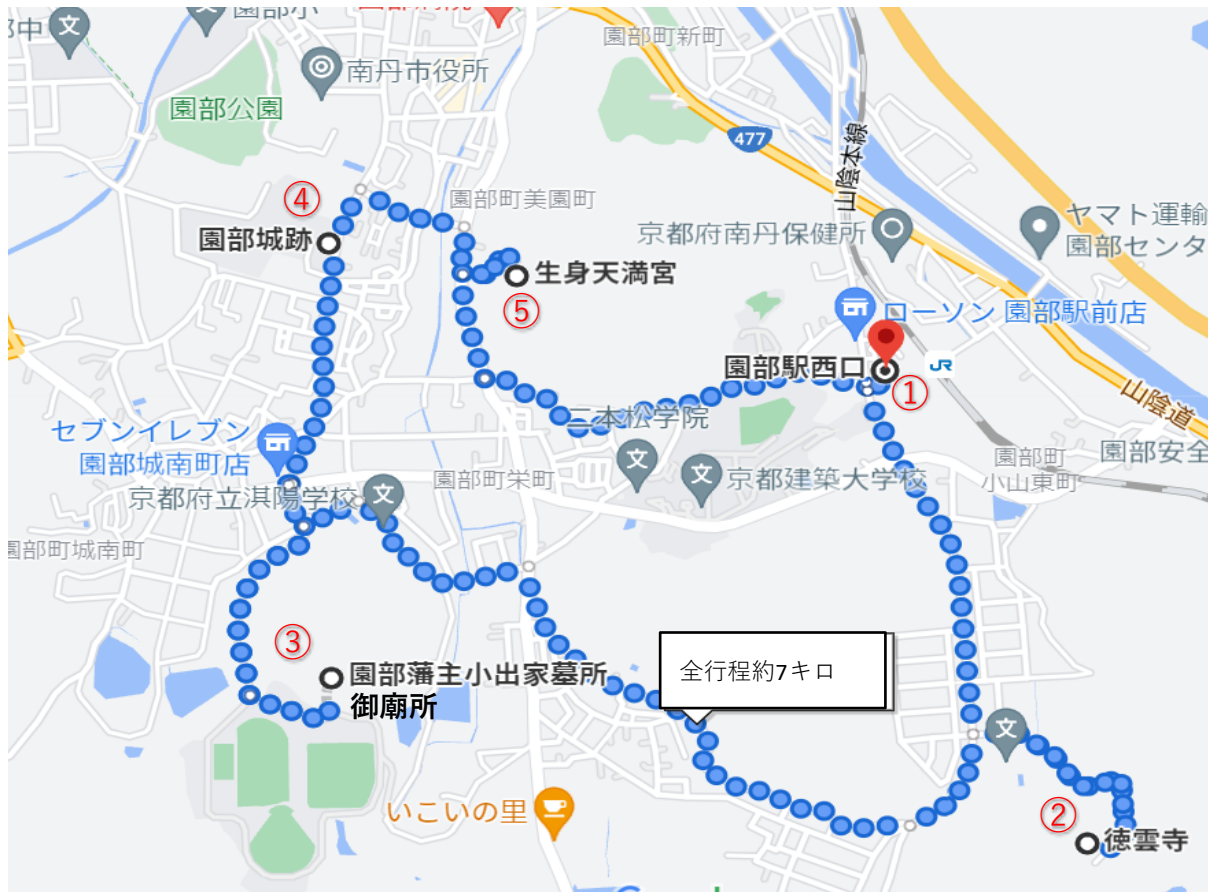 園部小
部中
南丹市役所
園部公園
園部町新町
477
山陰本線
④
園部町美園町
園部城跡
京都府南丹保健所
ヤマト運輸
園部センタ
生身天満宮
⑤
ローソン 園部駅前店
園部駅西口
JR
①
山陰道
セブンイレブン
園部城南町店
二本松学院
園部町栄町
京都建築大学校
園部町
小山東町
園部安全
京都府立淇陽学校
園部町城南町
③
園部藩主小出家墓所
御廟所
全行程約7キロ
いこいの里
②
徳雲寺